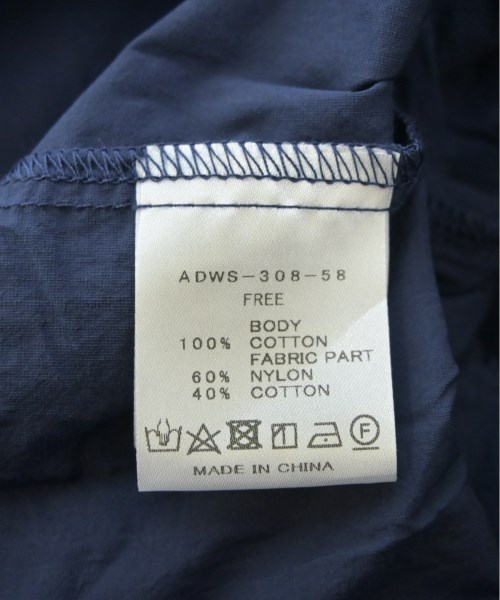 ADWS-308-58
FREE
BODY
100% COTTON
FABRIC PART
60% NYLON
40% COTTON
F
MADE IN CHINA